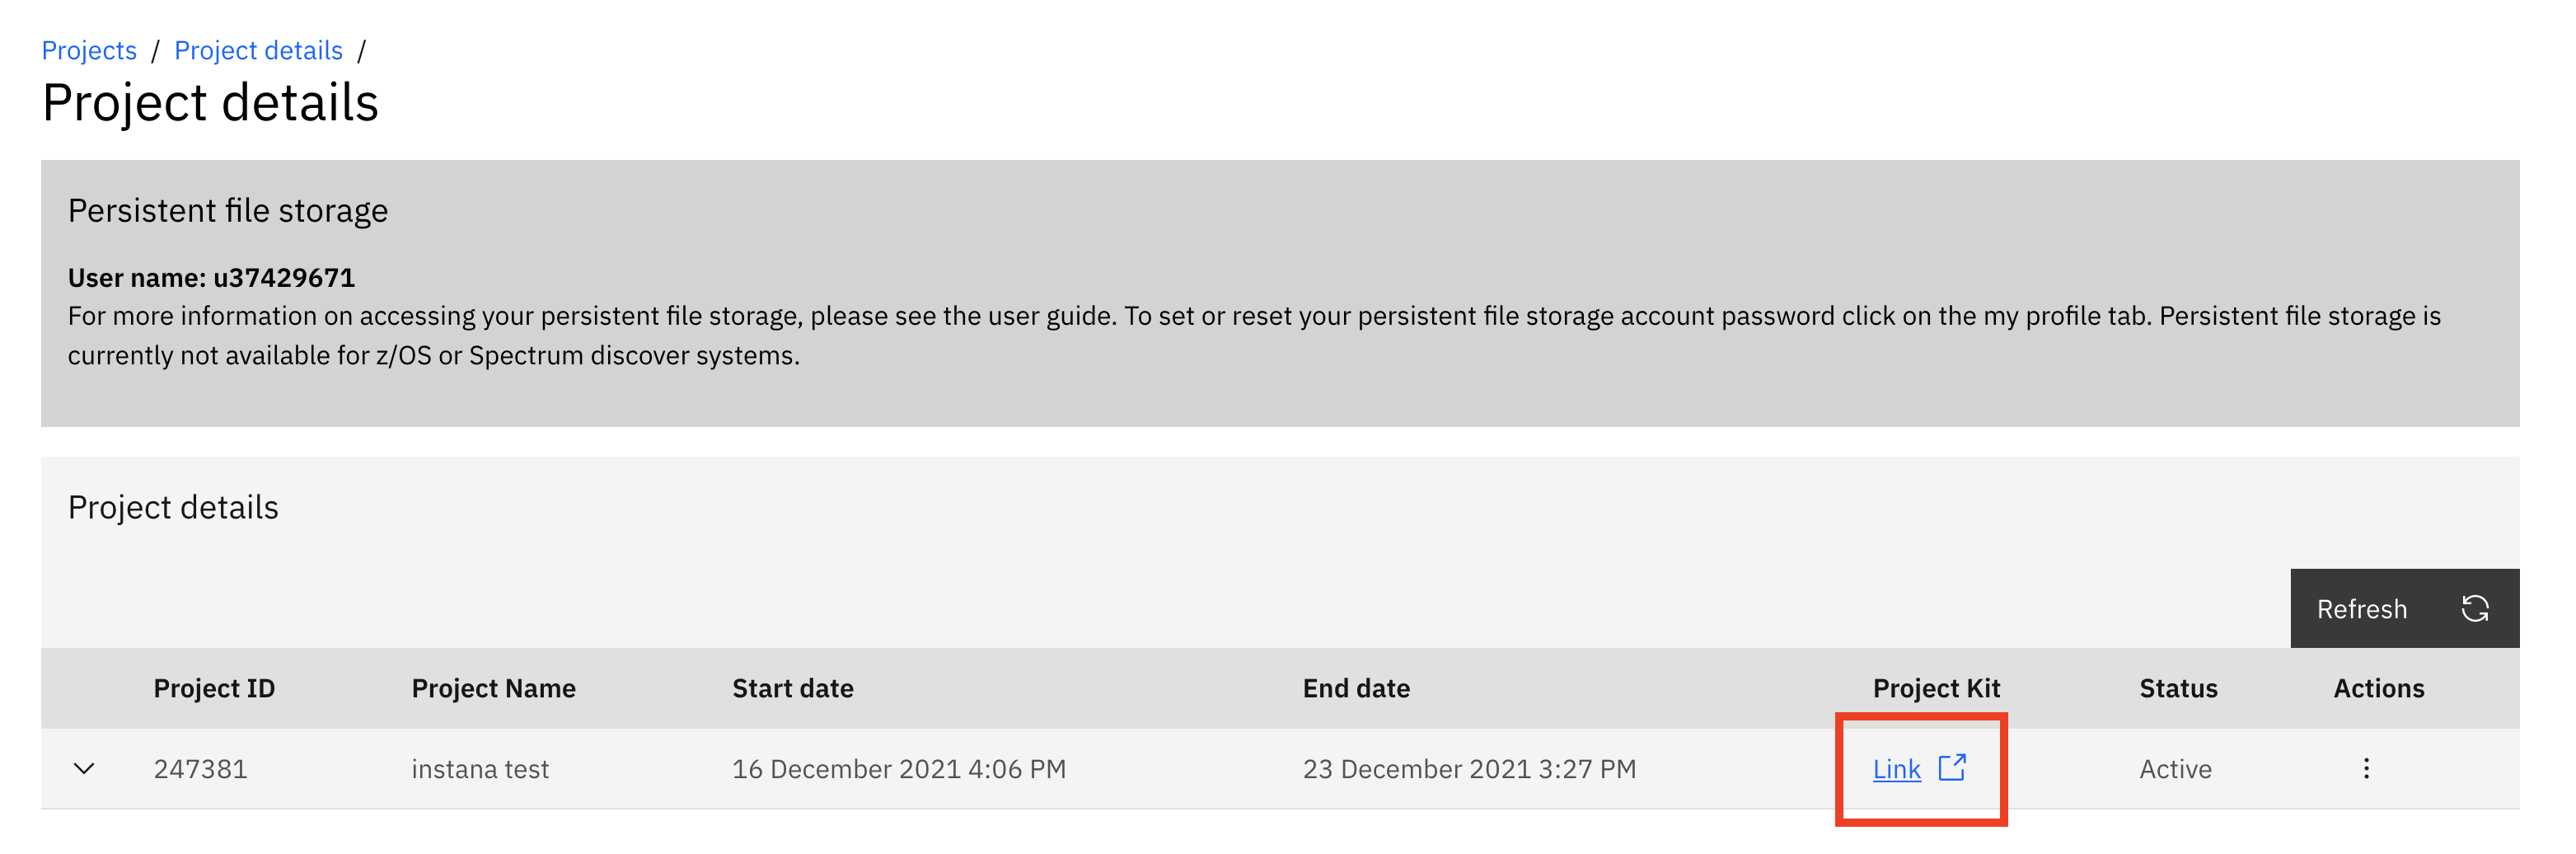 Projects / Project details /
Project details
Persistent file storage
User name: u37429671
For more information on accessing your persistent file storage, please see the user guide. To set or reset your persistent file storage account password click on the my profile tab. Persistent file storage is
currently not available for z/OS or Spectrum discover systems.
Project details
Refresh
Project ID Project Name Start date End date Project Kit Status Actions
247381 instana test 16 December 2021 4:06 PM 23 December 2021 3:27 PM Link Active